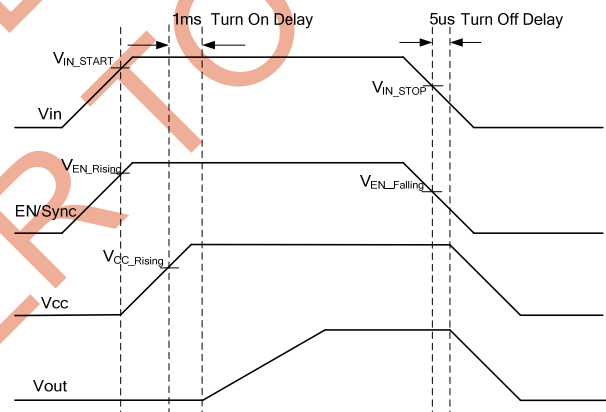 1ms Turn On Delay
5us Turn Off Delay
VIN_START
VIN_STOP
Vin
VEN_Rising
VEN_Falling
EN/Sync
VCC_Rising
Vcc
Vout